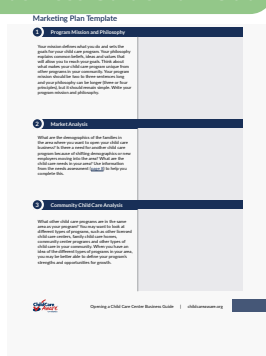 Marketing Plan Template
1 Program Mission and Philosophy
Your mission defines what you do and sets the
goals for your child care program. Your philosophy
explains common beliefs, ideas and values that
will allow you to reach your goals. Think about
what makes your child care program unique from
other programs in your community. Your program
mission should be two to three sentences long
and your philosophy can be longer (three or four
principles), but it should remain simple. Write your
program mission and philosophy.
2 Market Analysis
What are the demographics of the families in
the area where you want to open your child care
business? Is there a need for another child care
program because of shifting demographics or new
employers moving into the area? What are the
child care needs in your area? Use information
from the needs assessment (page 8) to help you
complete this.
3 Community Child Care Analysis
What other child care programs are in the same
area as your program? You may want to look at
different types of programs, such as other licensed
child care centers, family child care homes,
community center programs and other types of
child care in your community. When you have an
idea of the different types of programs in your area,
you may be better able to define your program's
strengths and opportunities for growth.
ChildCare
Aware
Opening a Child Care Center Business Guide | childcareaware.org